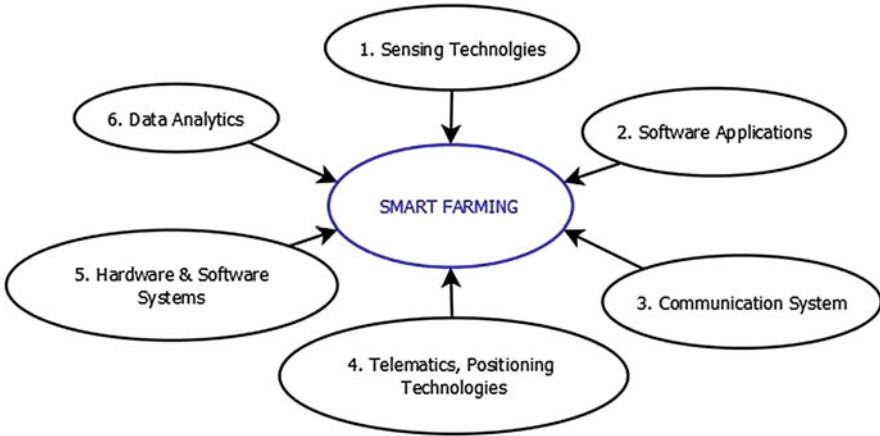 1. Sensing Technolgies
6. Data Analytics
2. Software Applications
SMART FARMING
5. Hardware & Software
Systems
3. Communication System
4. Telematics, Positioning
Technologies